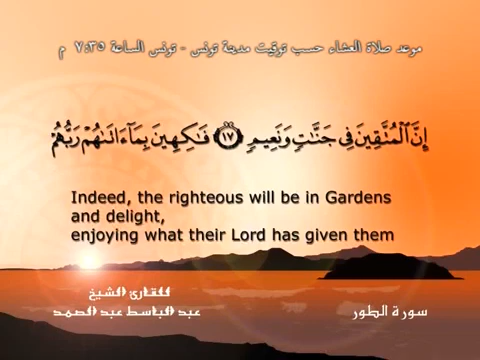 موعد صلاة العشاء حسب توقيت مدينة تونس - تونس الساعة ٧:٣٥ م
إِنَّ ٱلْمُتَّقِينَ فِى جَنَّٰتٍ وَنَعِيمٍ ١٧ فَٰكِهِينَ بِمَآ ءَاتَىٰهُمْ رَبُّهُمْ
Indeed, the righteous will be in Gardens
and delight,
enjoying what their Lord has given them
للقارئ الشيخ
عبد الباسط عبد الصمد
سورة الطور